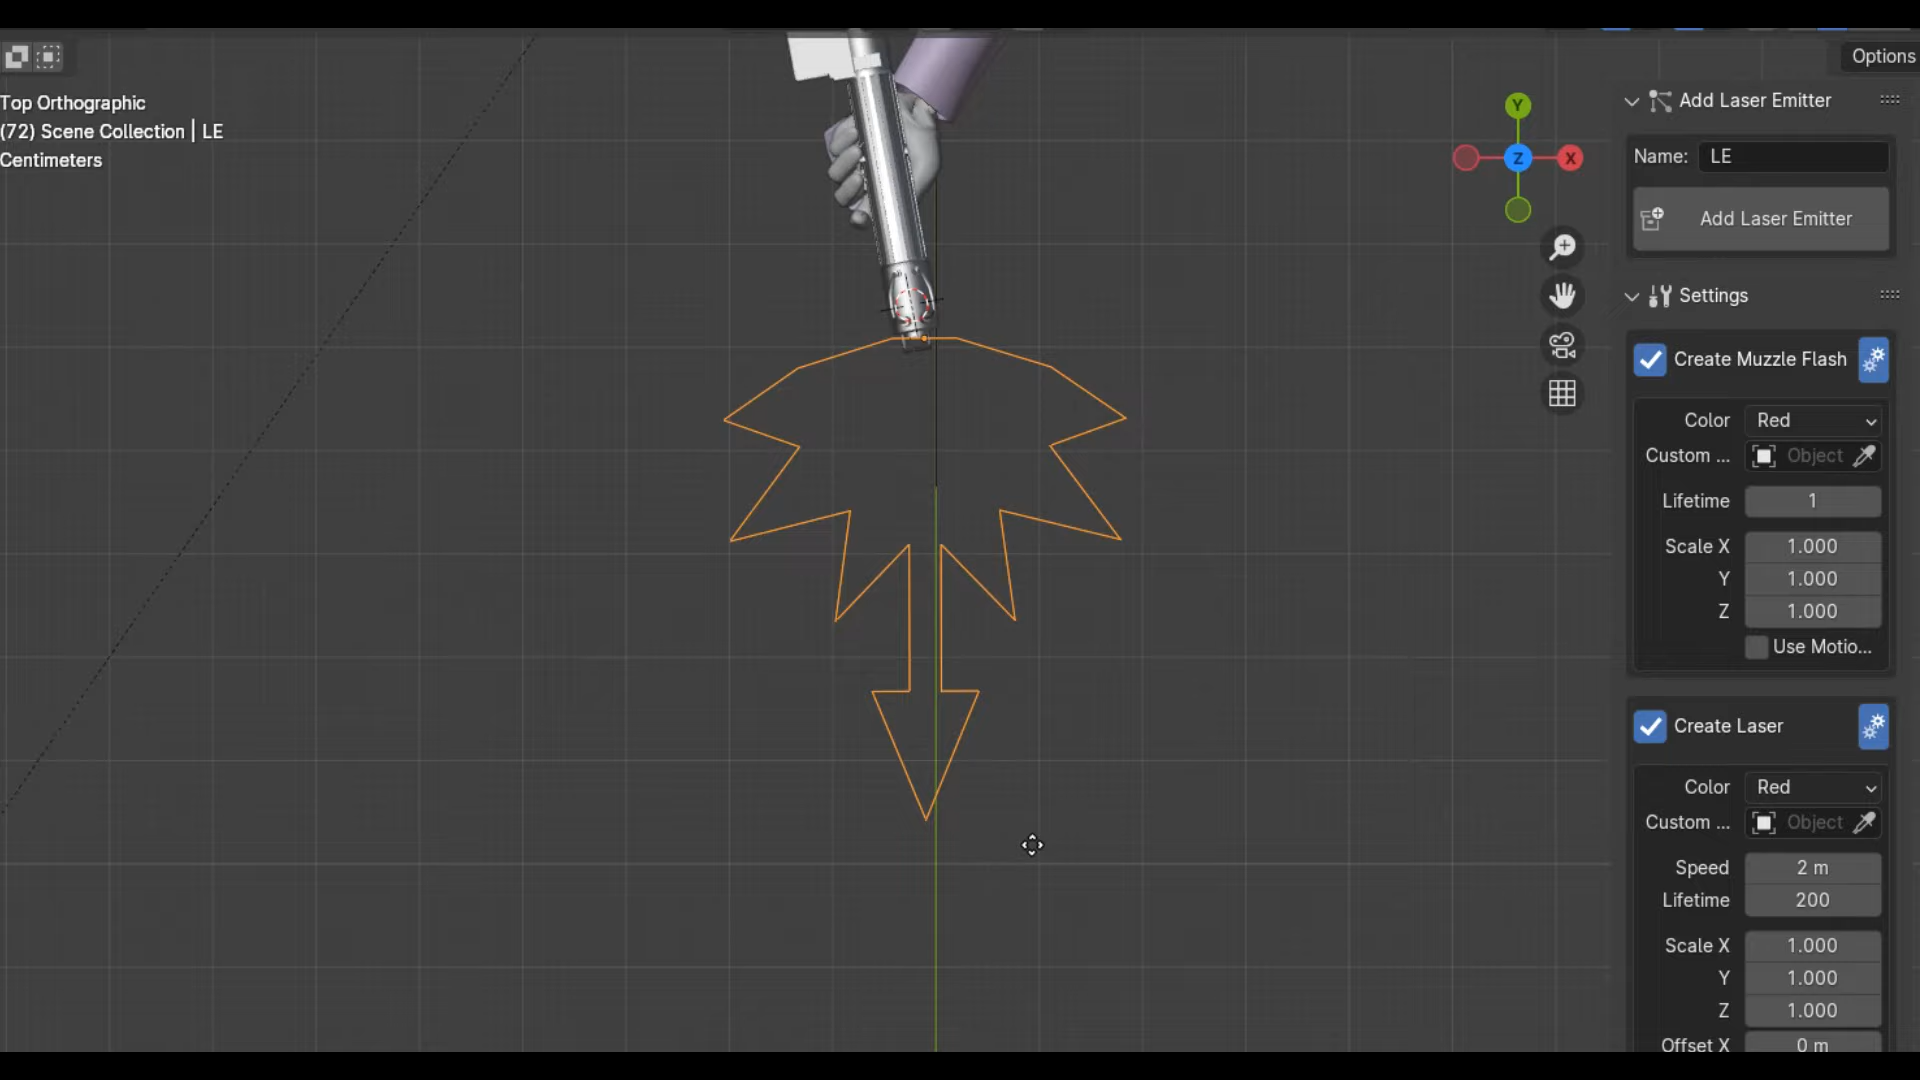 Options
Top Orthographic
(72) Scene Collection | LE
Centimeters
Y
Z
X
Add Laser Emitter
Name: LE
Add Laser Emitter
Settings
Create Muzzle Flash
Color Red
Custom ... Object
Lifetime 1
Scale X 1.000
Y 1.000
Z 1.000
Use Motio...
Create Laser
Color Red
Custom ... Object
Speed 2 m
Lifetime 200
Scale X 1.000
Y 1.000
Z 1.000
Offset X 0 m